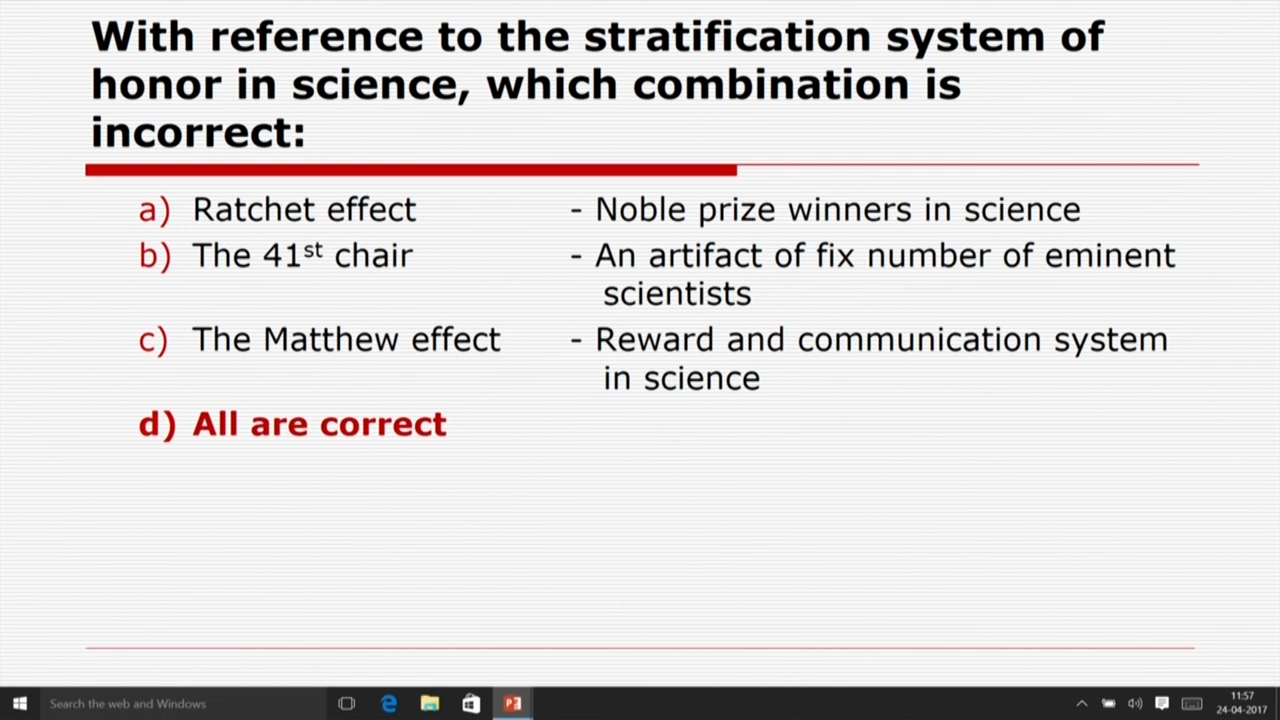 With reference to the stratification system of
honor in science, which combination is
incorrect:
a) Ratchet effect - Noble prize winners in science
b) The 41st chair - An artifact of fix number of eminent
scientists
c) The Matthew effect - Reward and communication system
in science
d) All are correct
Search the web and Windows
11:57
24-04-2017